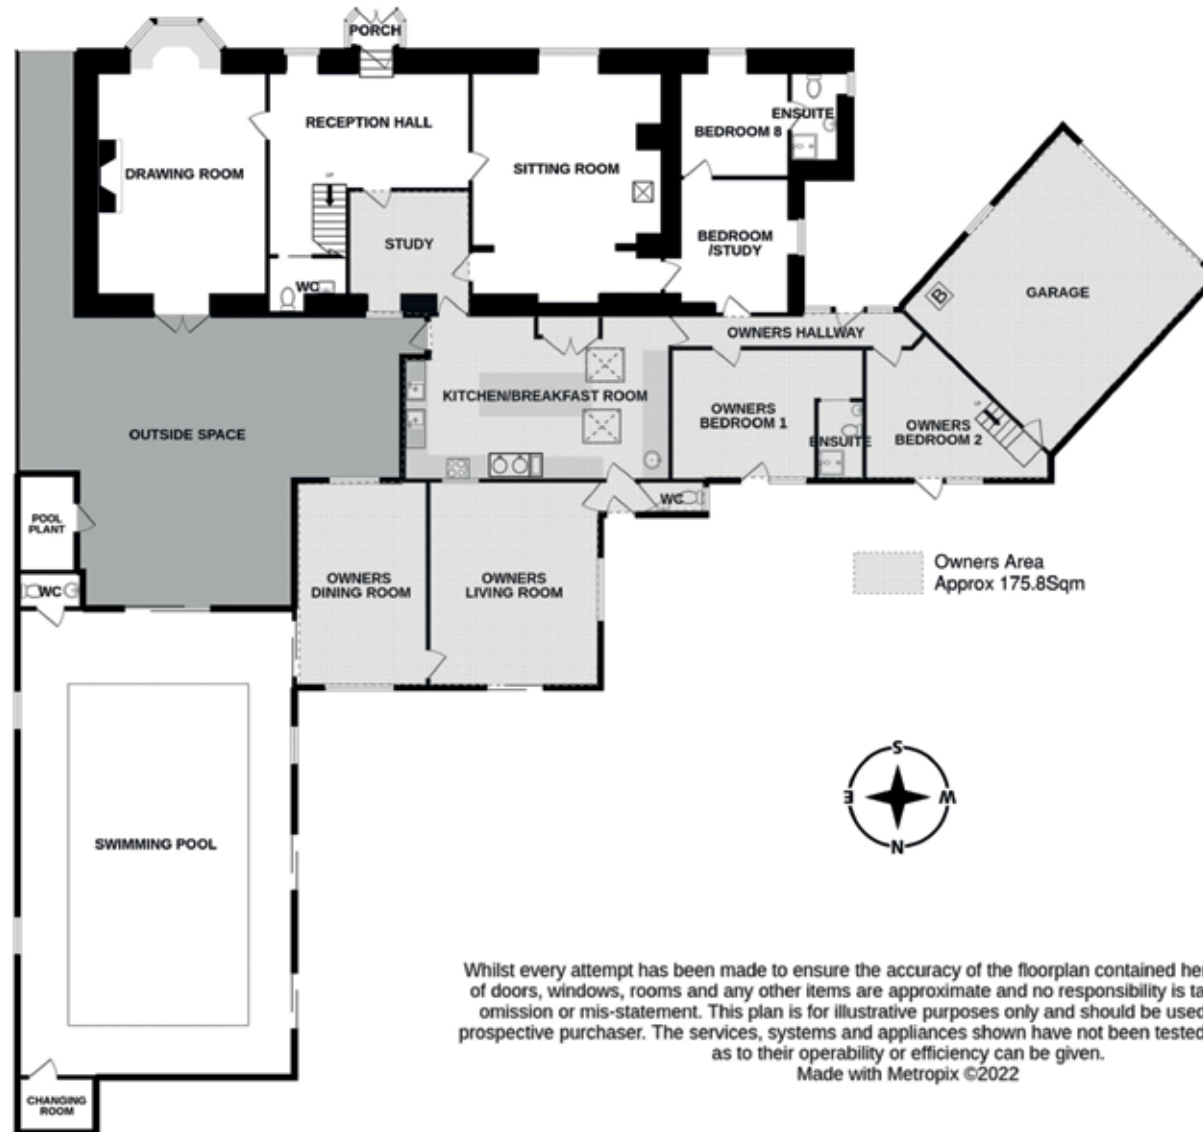 PORCH
ENSUITE
RECEPTION HALL
BEDROOM 8
DRAWING ROOM
SITTING ROOM
UP
STUDY
BEDROOM
/STUDY
WC
GARAGE
B
OWNERS HALLWAY
KITCHEN/BREAKFAST ROOM
OWNERS
BEDROOM 1
UP
OWNERS
BEDROOM 2
OUTSIDE SPACE
ENSUITE
WC
POOL
PLANT
WC
OWNERS
DINING ROOM
OWNERS
LIVING ROOM
Owners Area
Approx 175.8Sqm
S
E
W
N
SWIMMING POOL
CHANGING
ROOM
Whilst every attempt has been made to ensure the accuracy of the floorplan contained
of doors, windows, rooms and any other items are approximate and no responsibility is
omission or mis-statement. This plan is for illustrative purposes only and should be used
prospective purchaser. The services, systems and appliances shown have not been tested
as to their operability or efficiency can be given.
Made with Metropix ©2022